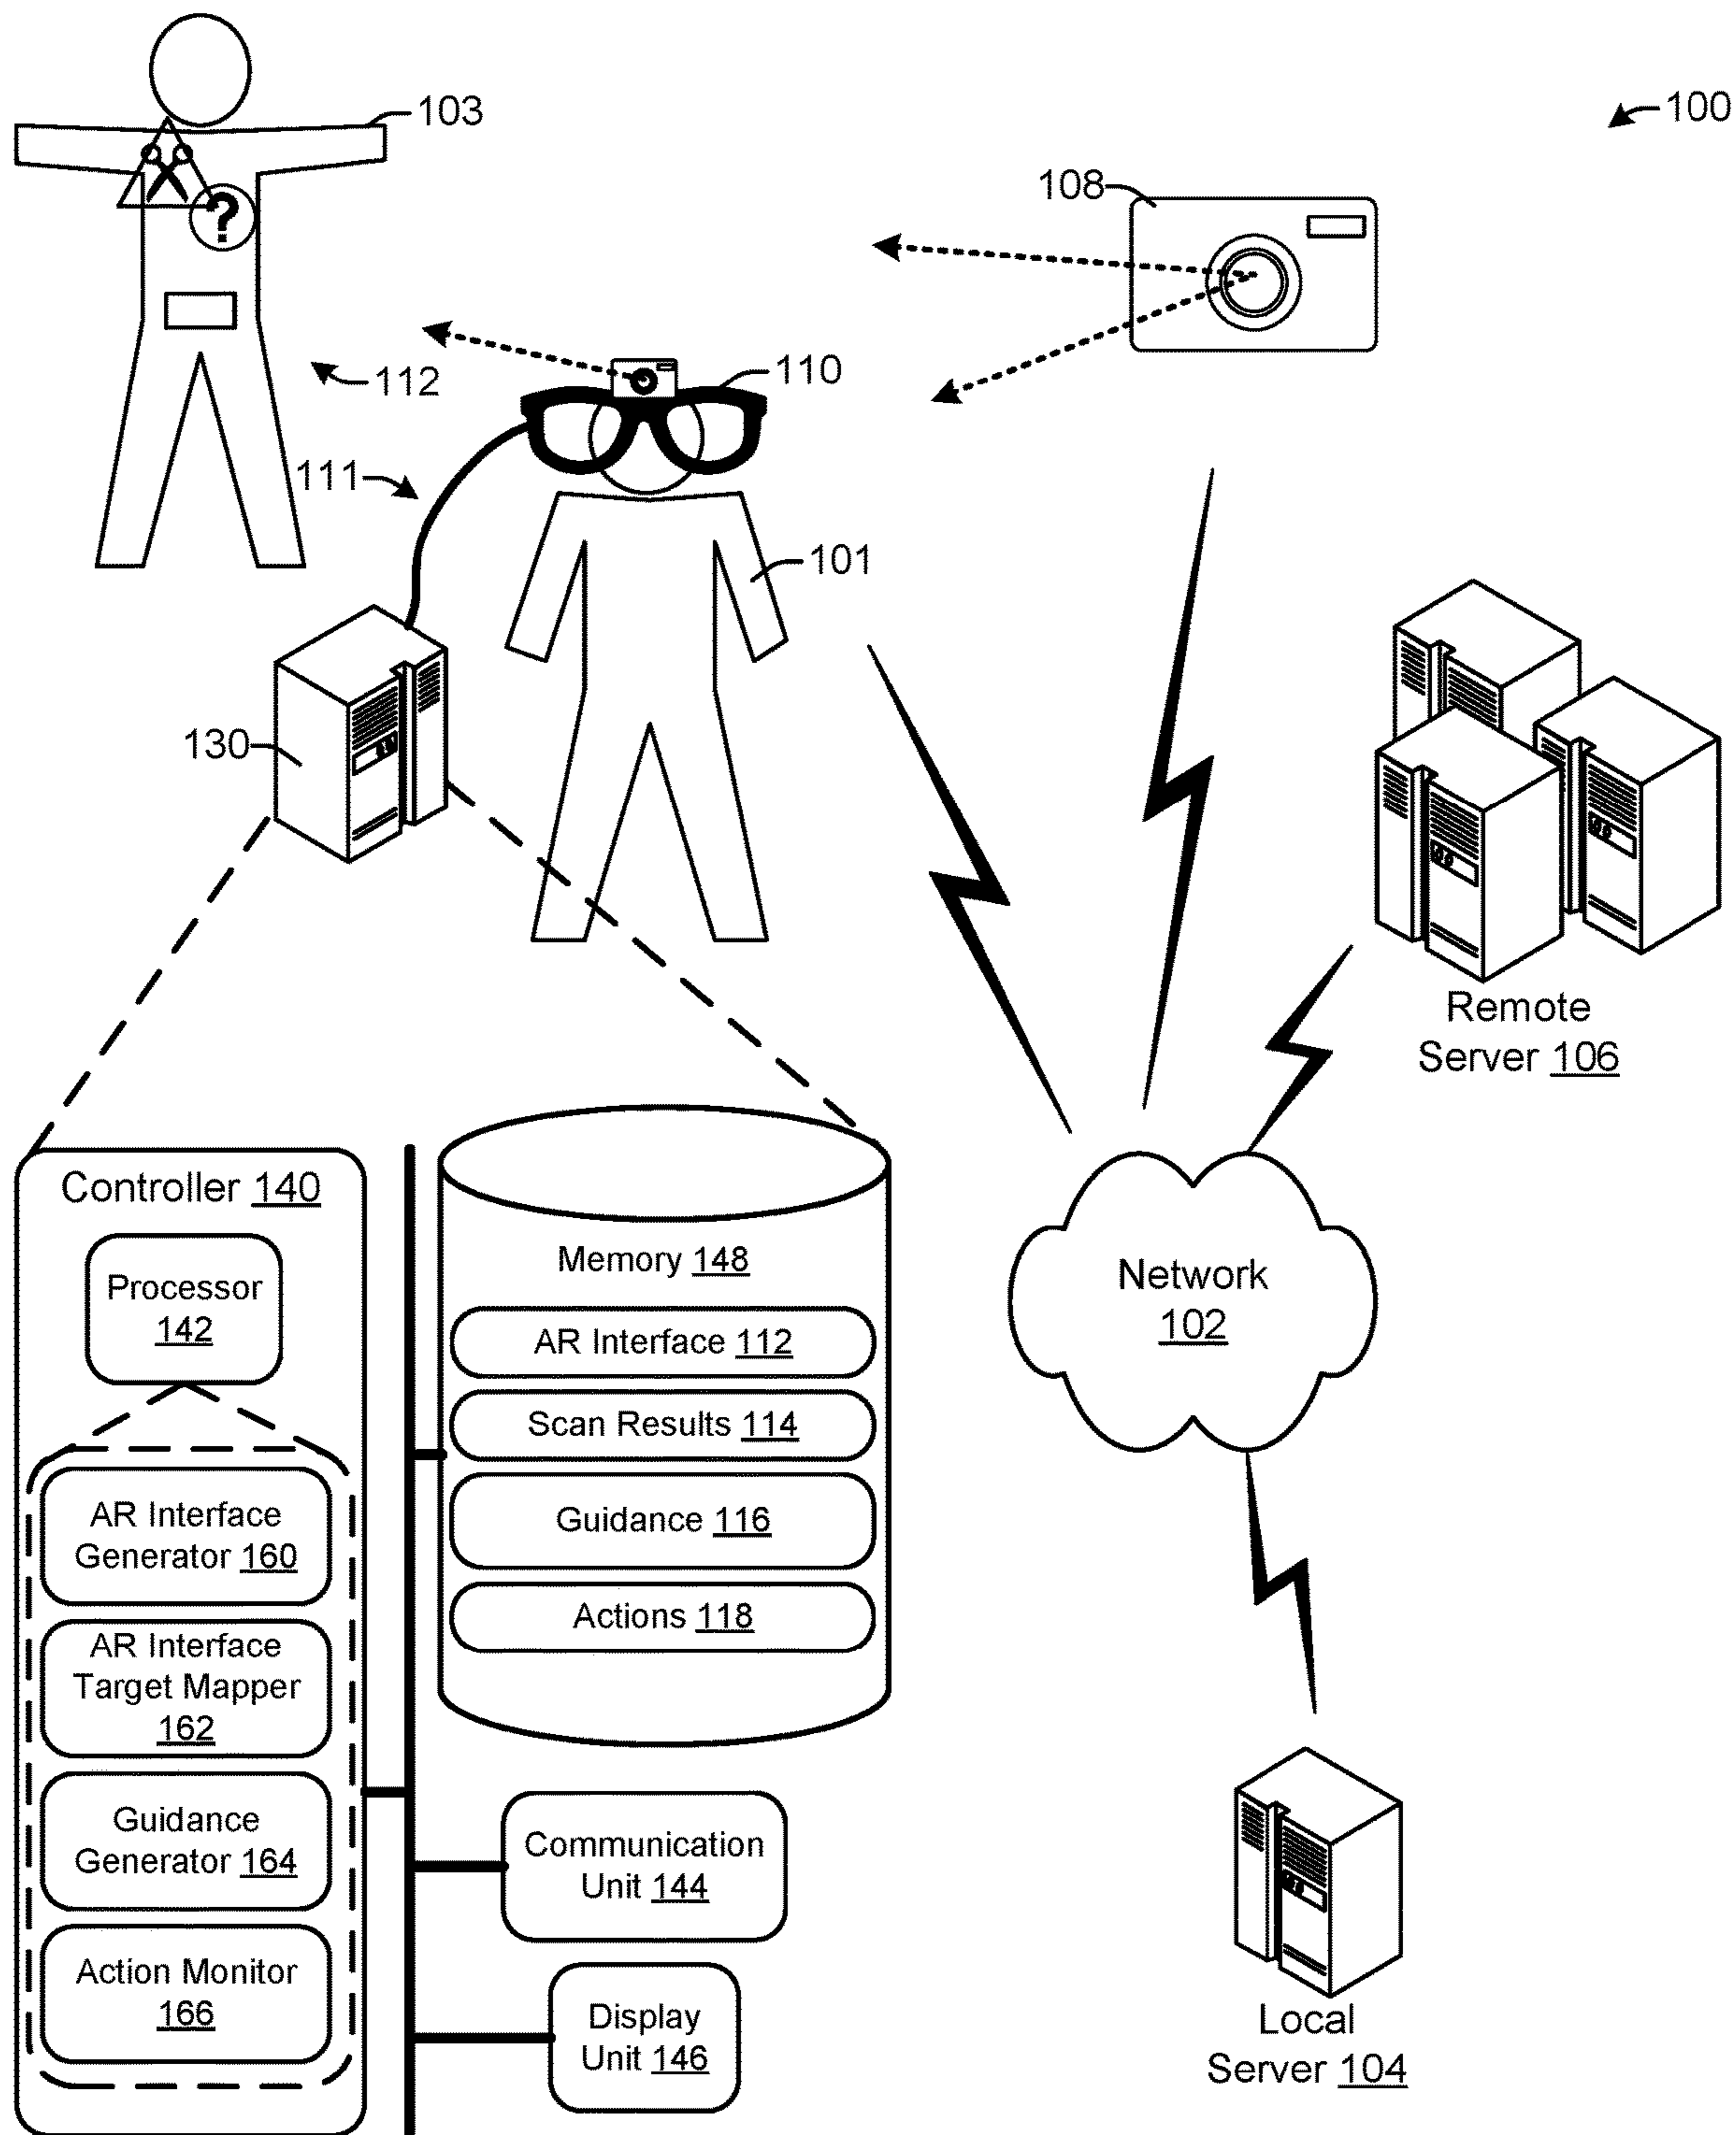 103
100
?
108
112
110
111
101
130
Remote
Server 106
Controller 140
Processor
142
AR Interface
Generator 160
AR Interface
Target Mapper
162
Guidance
Generator 164
Action Monitor
166
Memory 148
AR Interface 112
Scan Results 114
Guidance 116
Actions 118
Communication
Unit 144
Display
Unit 146
Network
102
Local
Server 104